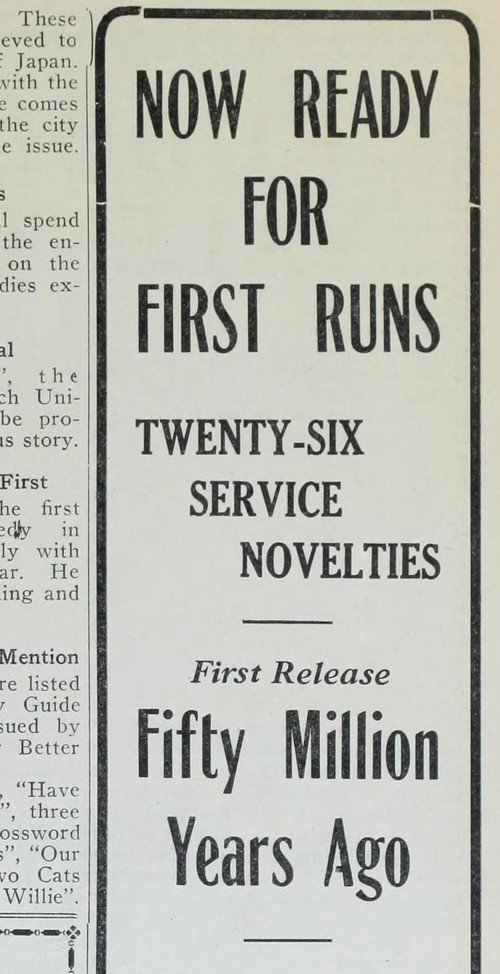 These
eved to
Japan.
with the
e comes
the city
e issue.
s
l spend
the en-
on the
dies ex-
al
", the
ch Uni-
be pro-
us story.
First
he first
edy in
ly with
ar. He
ing and
Mention
re listed
y Guide
sued by
Better
, "Have
", three
ossword
s", "Our
wo Cats
Willie".
NOW READY
FOR
FIRST RUNS
TWENTY-SIX
SERVICE
NOVELTIES
First Release
Fifty Million
Years Ago